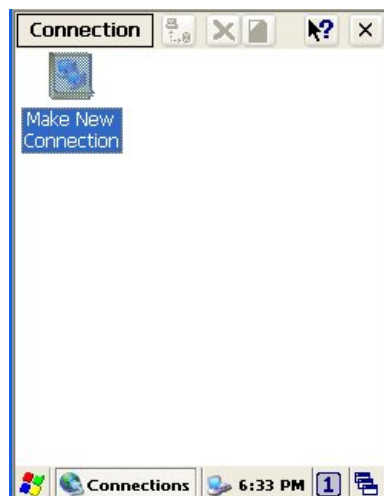 Connection
?
×
Make New
Connection
Connections
6:33 PM
1